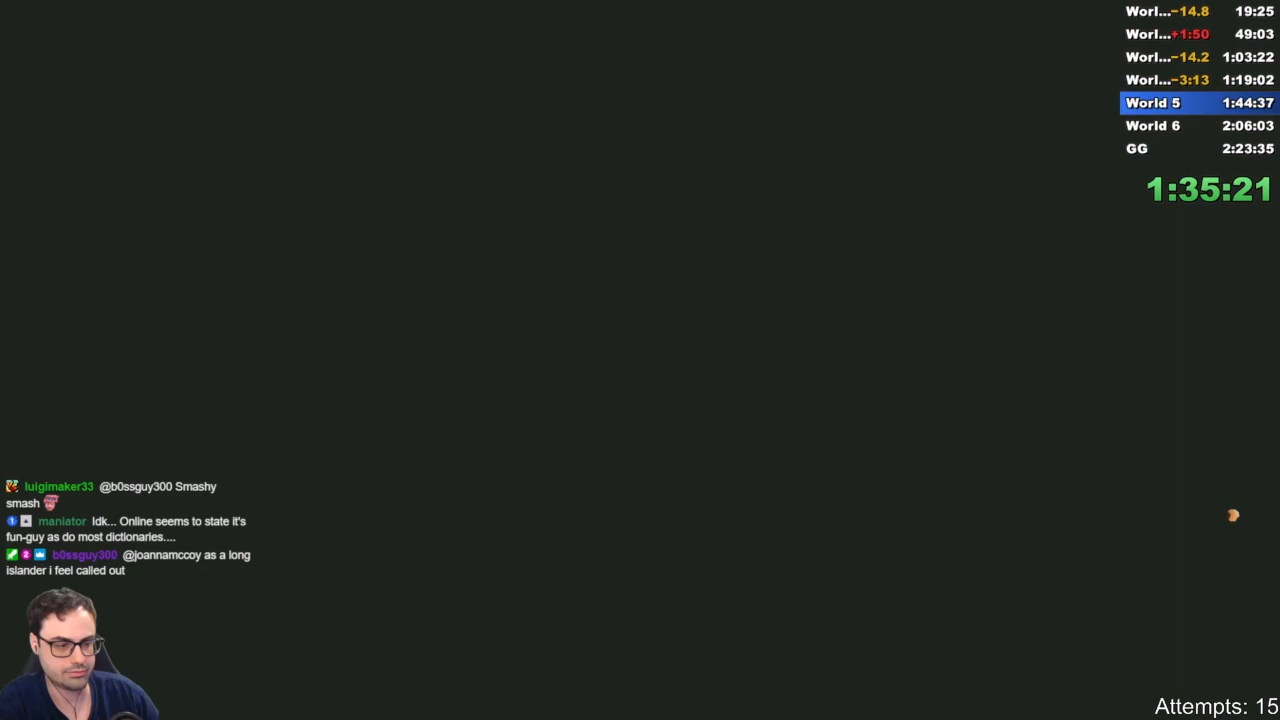 Worl...−14.8 19:25
Worl...+1:50 49:03
Worl...−14.2 1:03:22
Worl...−3:13 1:19:02
World 5 1:44:37
World 6 2:06:03
GG 2:23:35
1:35:21
luigimaker33 @b0ssguy300 Smashy
smash
1 maniator Idk... Online seems to state it's
fun-guy as do most dictionaries....
2 b0ssguy300 @joannamccoy as a long
islander i feel called out
Attempts: 15